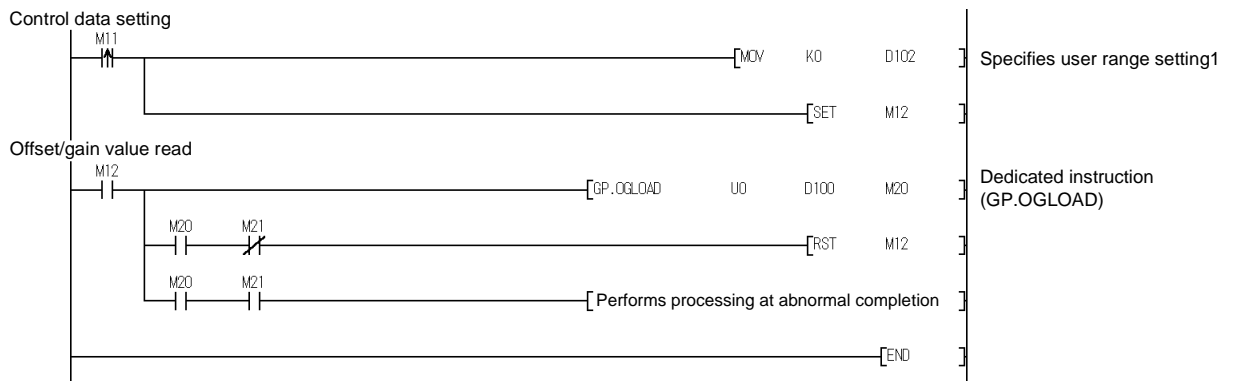 Control data setting
M11
MOV K0 D102 Specifies user range setting1
SET M12
Offset/gain value read
M12
GP.OGLOAD U0 D100 M20 Dedicated instruction
(GP.OGLOAD)
M20 M21
RST M12
M20 M21
Performs processing at abnormal completion
END